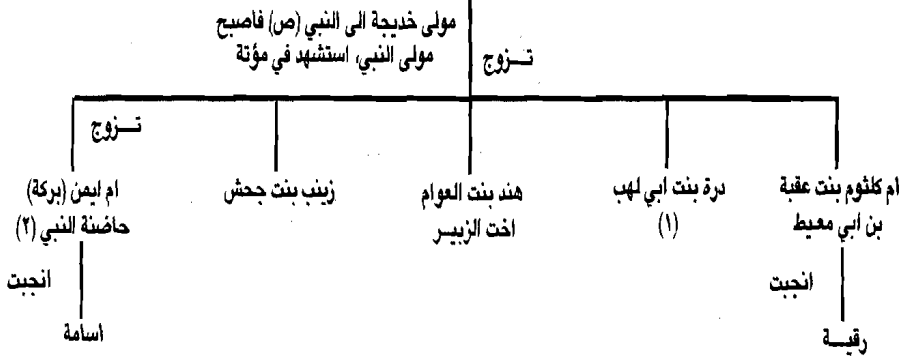 مولى خديجة الى النبي (ص) فاصبح
مولى النبي، استشهد في مؤتة
تـــزوج
تـــزوج
ام كلثوم بنت عقبة
بن ابي معيط
درة بنت ابي لهب
(١)
هند بنت العوام
اخت الزبيـــر
زينب بنت جحش
ام ايمن (بركة)
حاضنة النبي (٢)
انجبت
انجبت
رقيـــة
اسامة